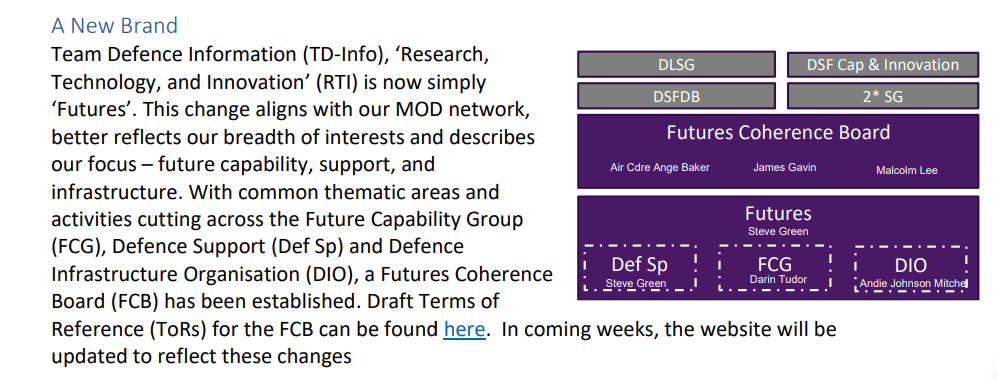 A New Brand
Team Defence Information (TD-Info), ‘Research,
Technology, and Innovation’ (RTI) is now simply
‘Futures’. This change aligns with our MOD network,
better reflects our breadth of interests and describes
our focus – future capability, support, and
infrastructure. With common thematic areas and
activities cutting across the Future Capability Group
(FCG), Defence Support (Def Sp) and Defence
Infrastructure Organisation (DIO), a Futures Coherence
Board (FCB) has been established. Draft Terms of
Reference (ToRs) for the FCB can be found here.  In coming weeks, the website will be
updated to reflect these changes
DLSG
DSF Cap & Innovation
DSFDB
2* SG
Futures Coherence Board
Air Cdre Ange Baker
James Gavin
Malcolm Lee
Futures
Steve Green
Def Sp
Steve Green
FCG
Darin Tudor
DIO
Andie Johnson Mitchel